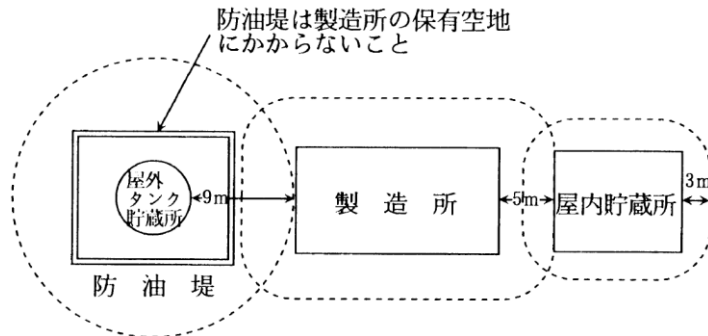 防油堤は製造所の保有空地
にかからないこと
屋外
タンク
貯蔵所
9m
製造所
5m
屋内貯蔵所
3m
防油堤